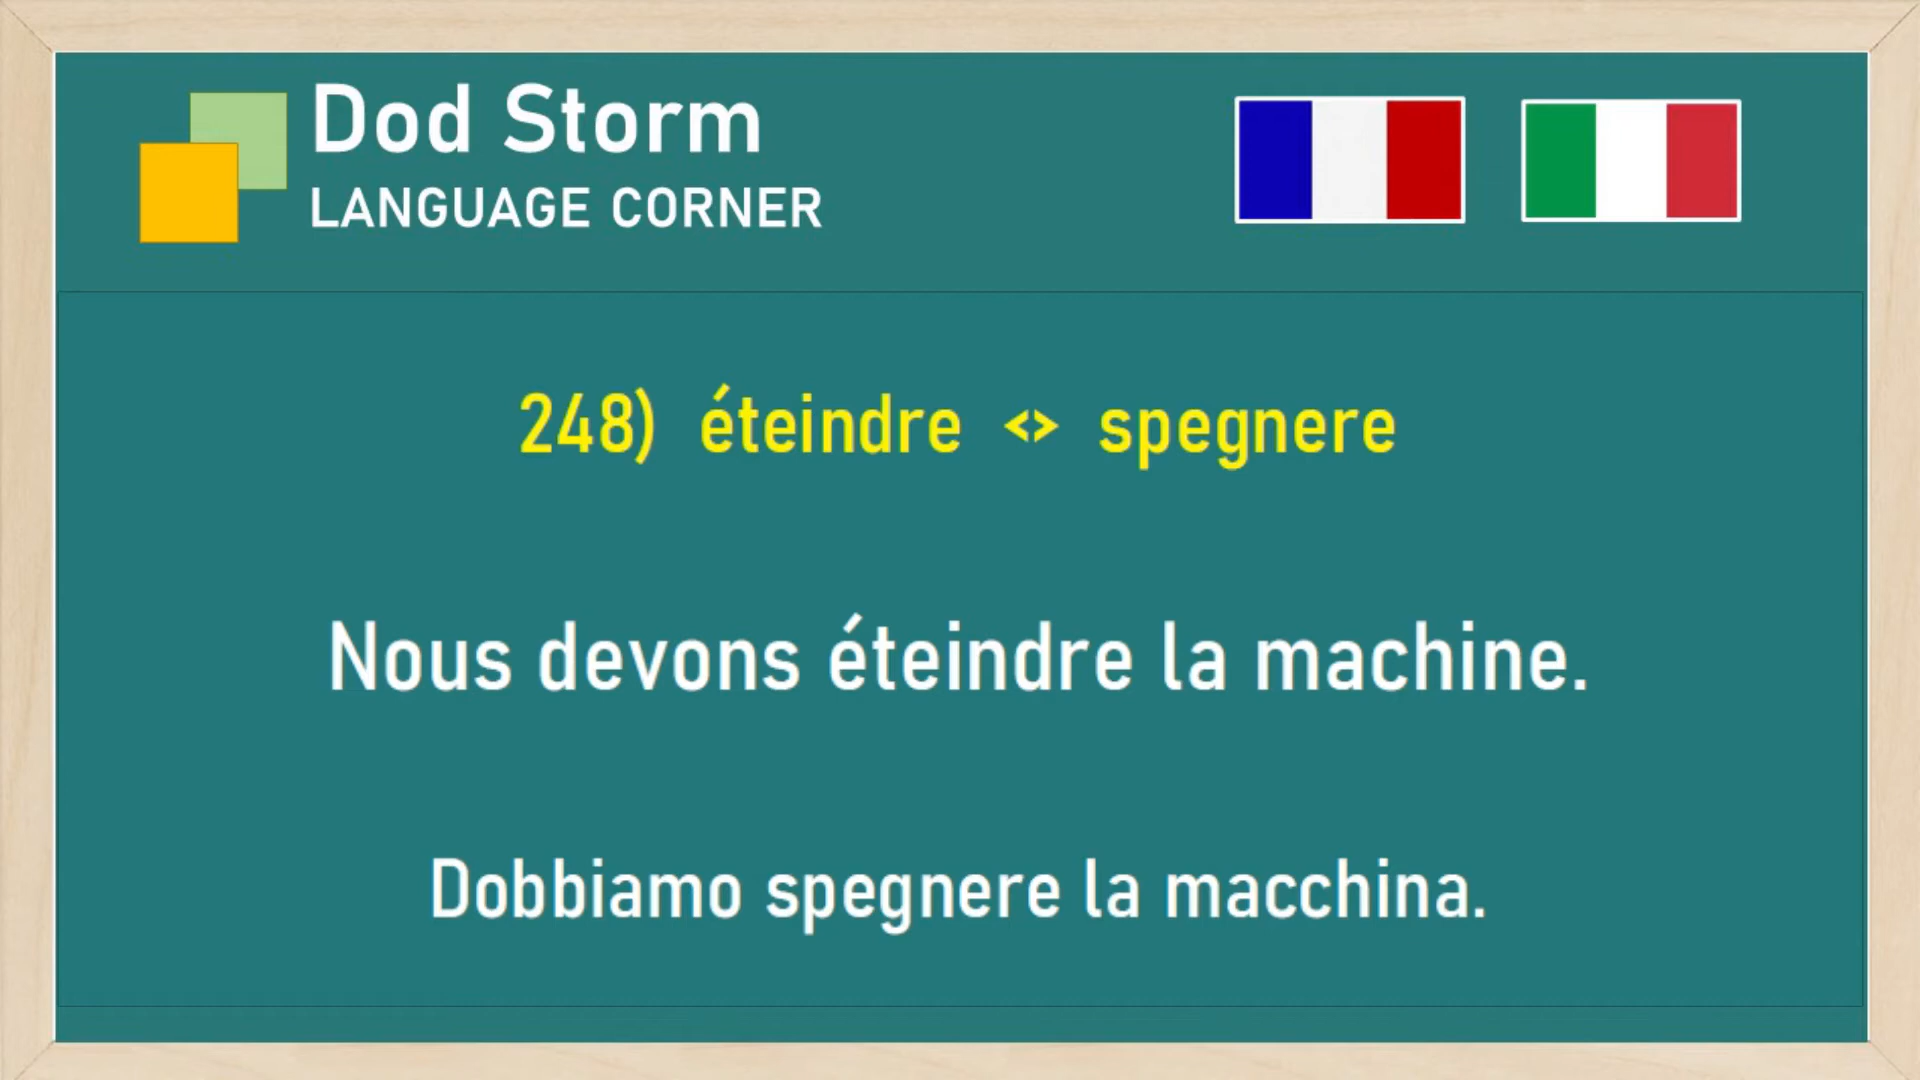 Dod Storm
LANGUAGE CORNER
248) éteindre <> spegnere
Nous devons éteindre la machine.
Dobbiamo spegnere la macchina.